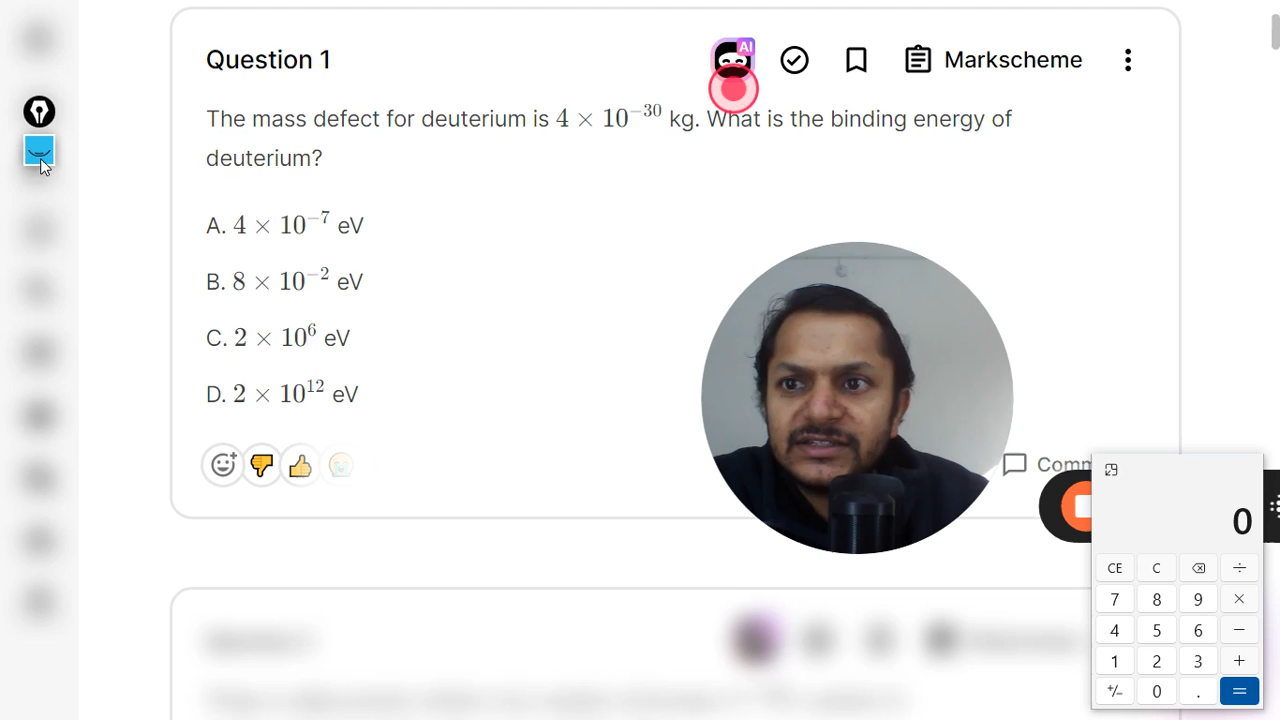 Question 1
AI
Markscheme
The mass defect for deuterium is 4 × 10⁻³⁰ kg. What is the binding energy of
deuterium?
A. 4 × 10⁻⁷ eV
B. 8 × 10⁻² eV
C. 2 × 10⁶ eV
D. 2 × 10¹² eV
0
CE C ⌫ ÷
7 8 9 ×
4 5 6 −
1 2 3 +
+/− 0 . =